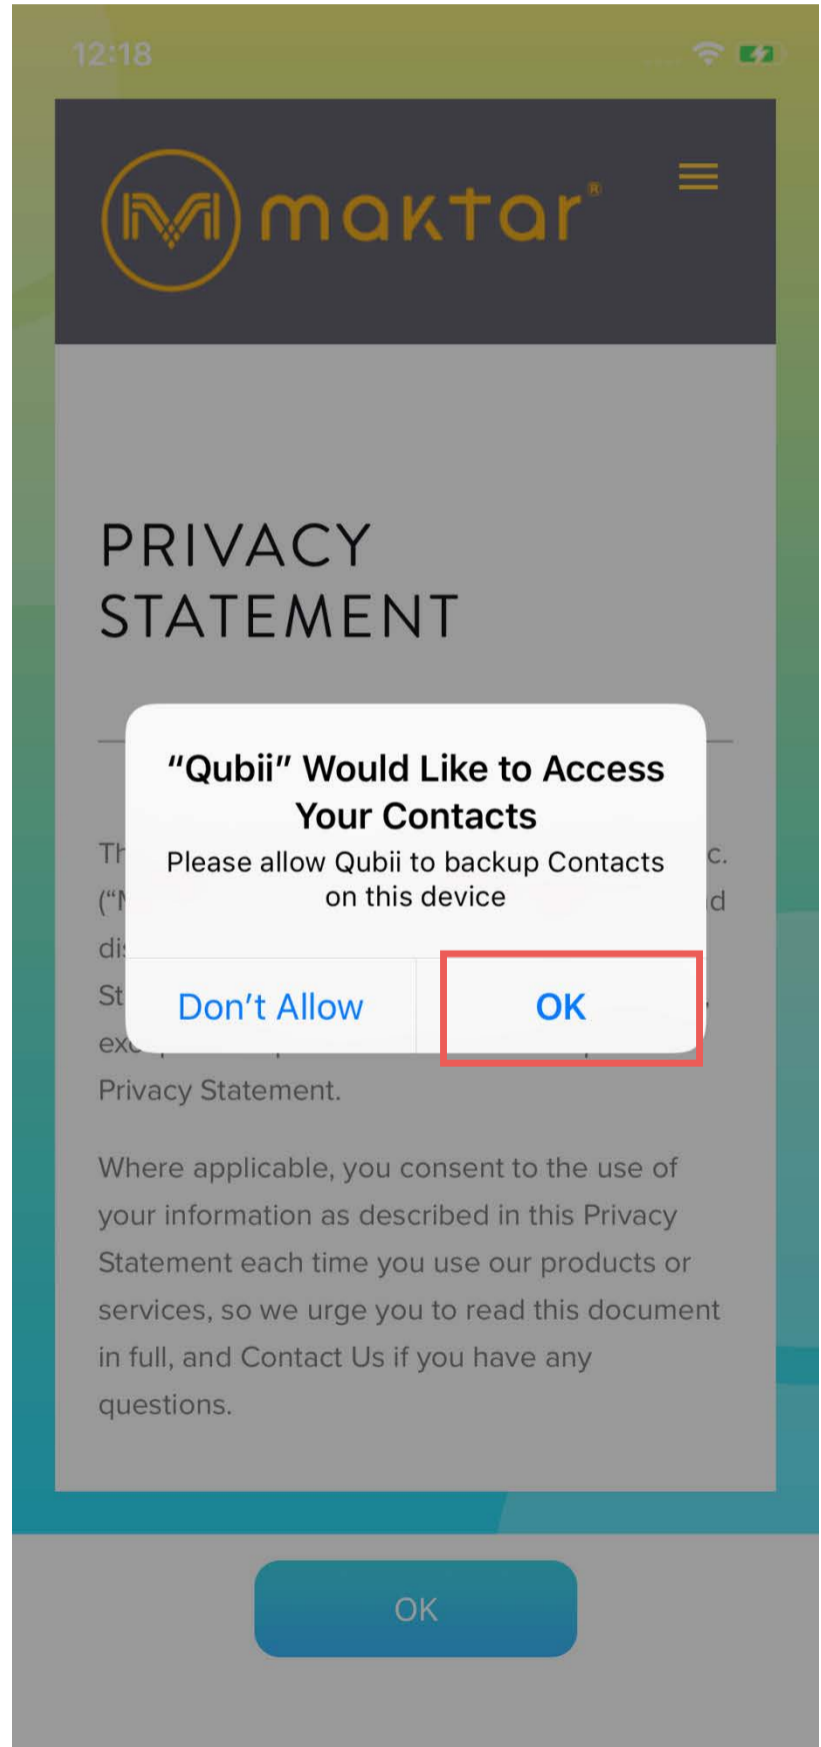 12:18
maktar®
PRIVACY
STATEMENT
“Qubii” Would Like to Access
Your Contacts
Please allow Qubii to backup Contacts
on this device
Don’t Allow
OK
Privacy Statement.
Where applicable, you consent to the use of
your information as described in this Privacy
Statement each time you use our products or
services, so we urge you to read this document
in full, and Contact Us if you have any
questions.
OK